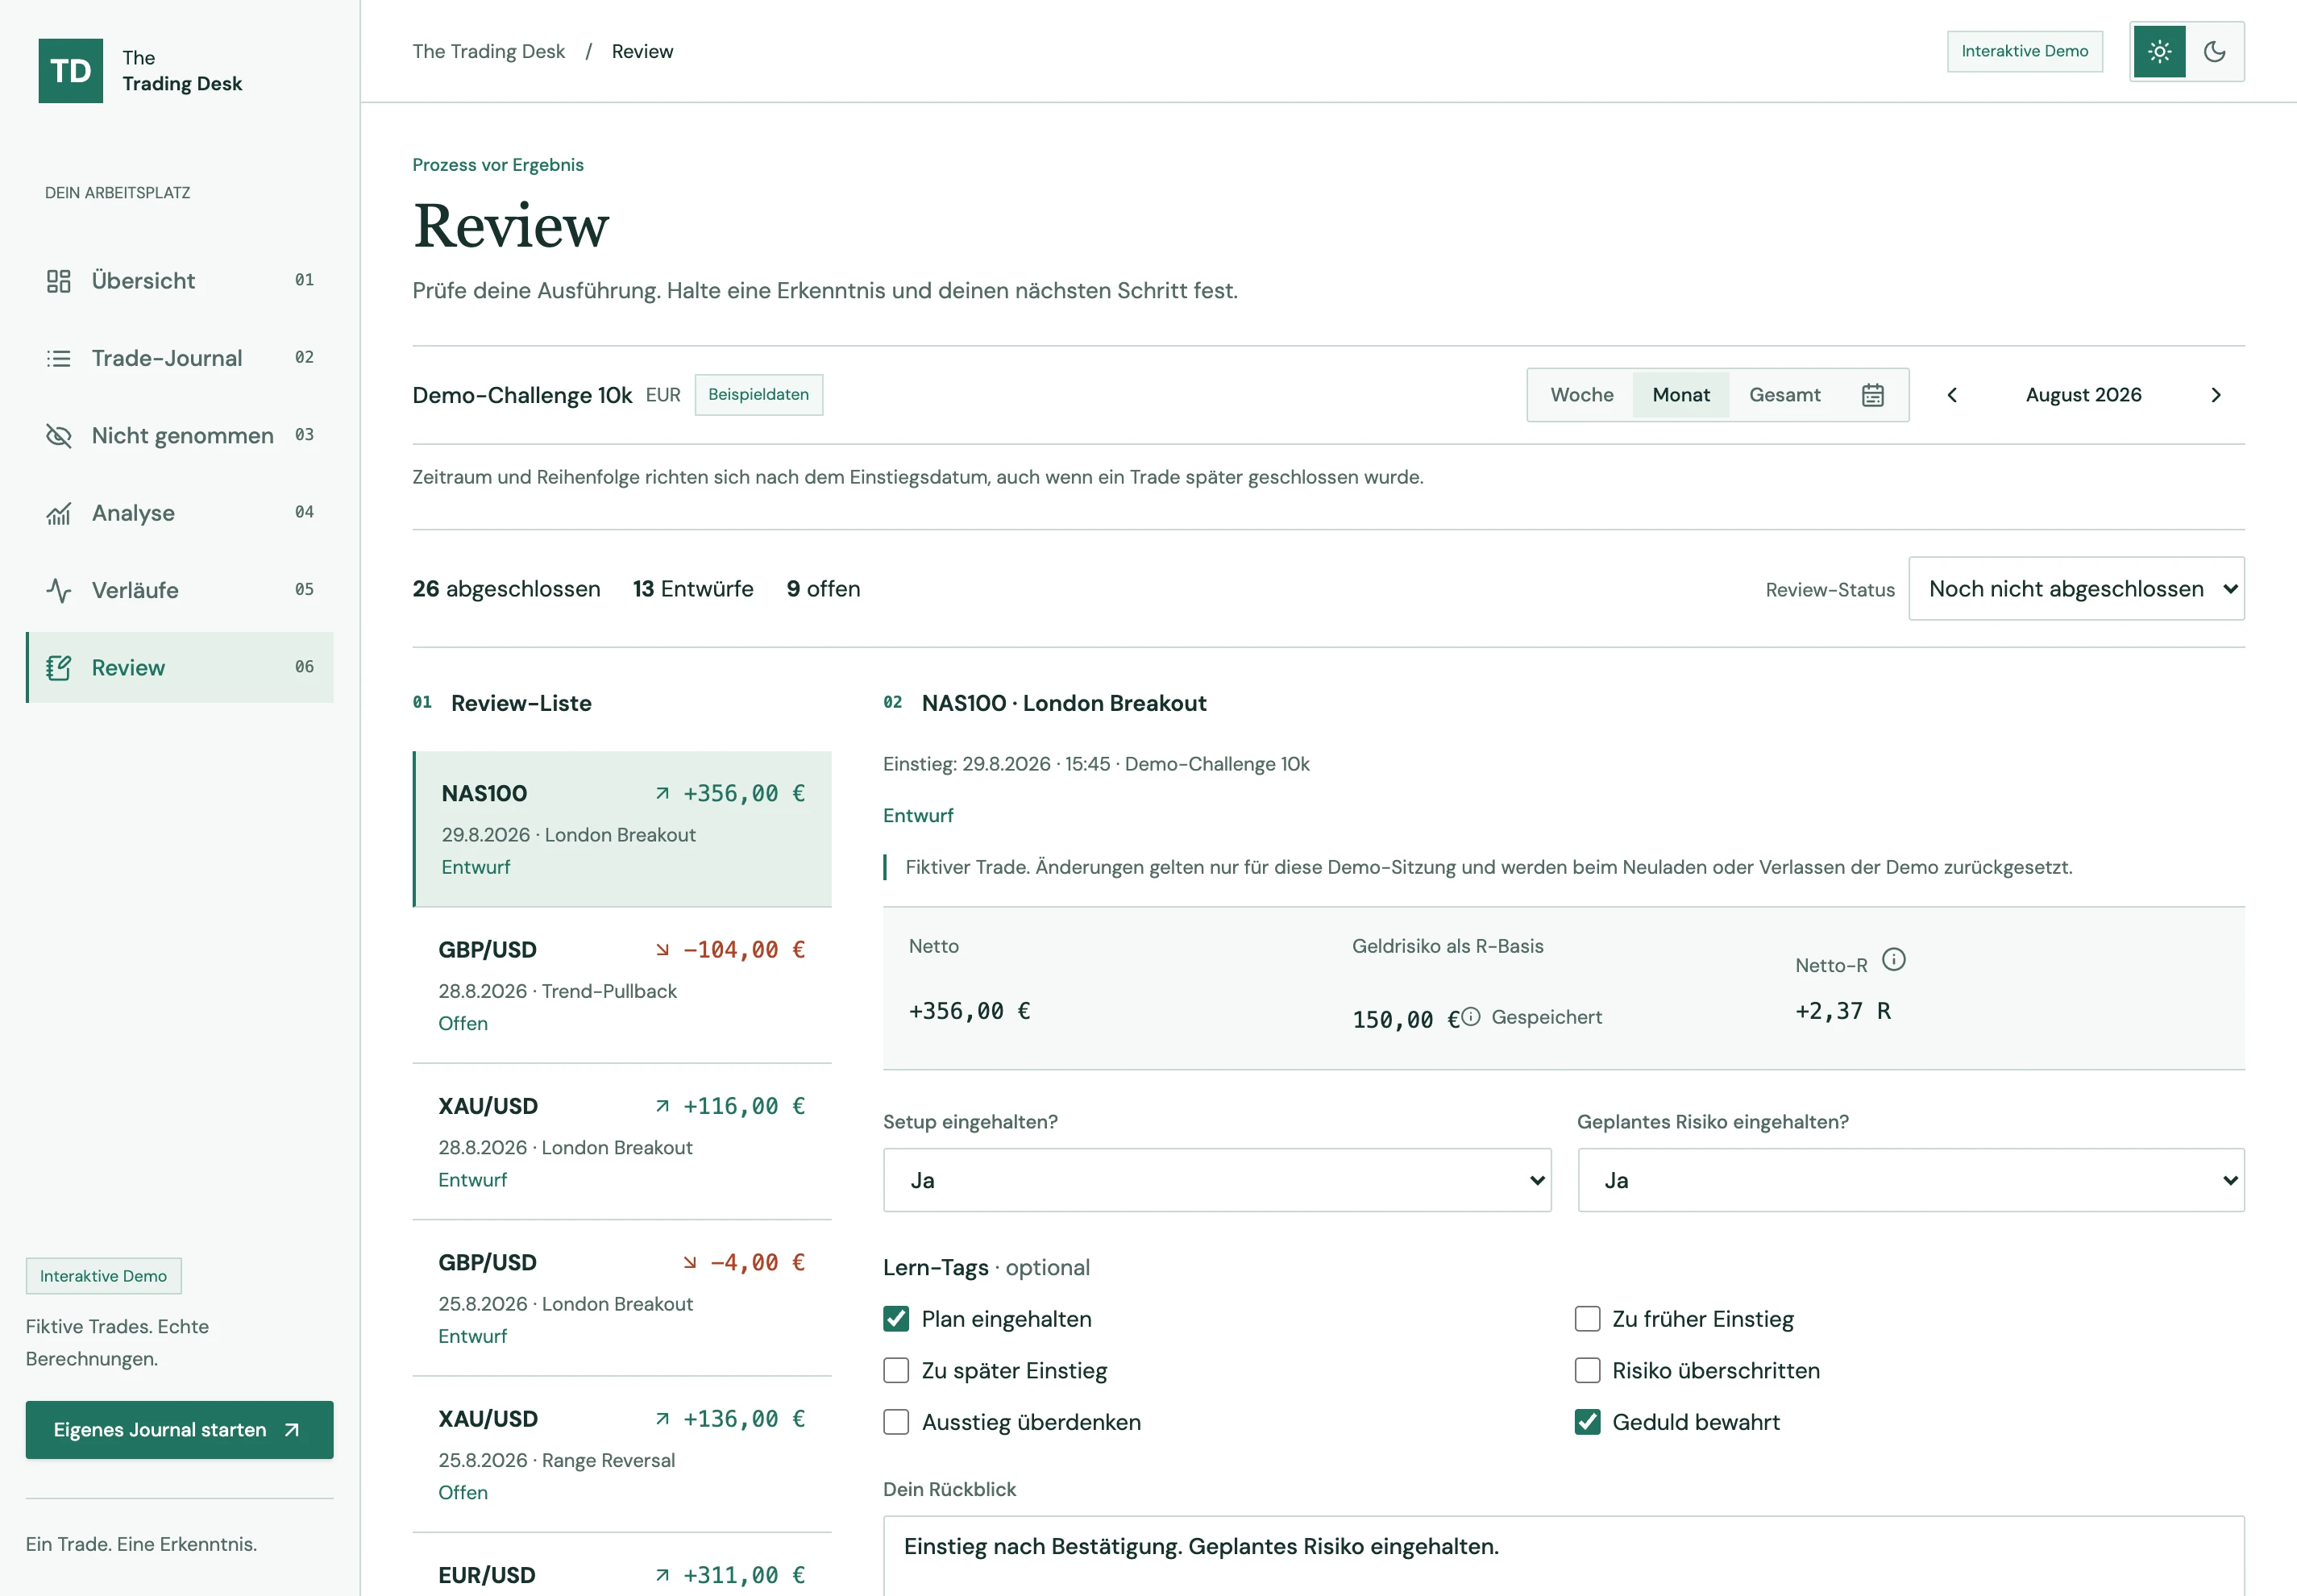 TD
The
Trading Desk
DEIN ARBEITSPLATZ
Übersicht 01
Trade-Journal 02
Nicht genommen 03
Analyse 04
Verläufe 05
Review 06
Interaktive Demo
Fiktive Trades. Echte
Berechnungen.
Eigenes Journal starten
Ein Trade. Eine Erkenntnis.
The Trading Desk / Review
Interaktive Demo
Prozess vor Ergebnis
Review
Prüfe deine Ausführung. Halte eine Erkenntnis und deinen nächsten Schritt fest.
Demo-Challenge 10k EUR Beispieldaten
Woche Monat Gesamt
August 2026
Zeitraum und Reihenfolge richten sich nach dem Einstiegsdatum, auch wenn ein Trade später geschlossen wurde.
26 abgeschlossen 13 Entwürfe 9 offen
Review-Status Noch nicht abgeschlossen
01 Review-Liste
NAS100 +356,00 €
29.8.2026 · London Breakout
Entwurf
GBP/USD −104,00 €
28.8.2026 · Trend-Pullback
Offen
XAU/USD +116,00 €
28.8.2026 · London Breakout
Entwurf
GBP/USD −4,00 €
25.8.2026 · London Breakout
Entwurf
XAU/USD +136,00 €
25.8.2026 · Range Reversal
Offen
EUR/USD +311,00 €
02 NAS100 · London Breakout
Einstieg: 29.8.2026 · 15:45 · Demo-Challenge 10k
Entwurf
Fiktiver Trade. Änderungen gelten nur für diese Demo-Sitzung und werden beim Neuladen oder Verlassen der Demo zurückgesetzt.
Netto
+356,00 €
Geldrisiko als R-Basis
150,00 € Gespeichert
Netto-R
+2,37 R
Setup eingehalten?
Ja
Geplantes Risiko eingehalten?
Ja
Lern-Tags · optional
Plan eingehalten
Zu früher Einstieg
Zu später Einstieg
Risiko überschritten
Ausstieg überdenken
Geduld bewahrt
Dein Rückblick
Einstieg nach Bestätigung. Geplantes Risiko eingehalten.